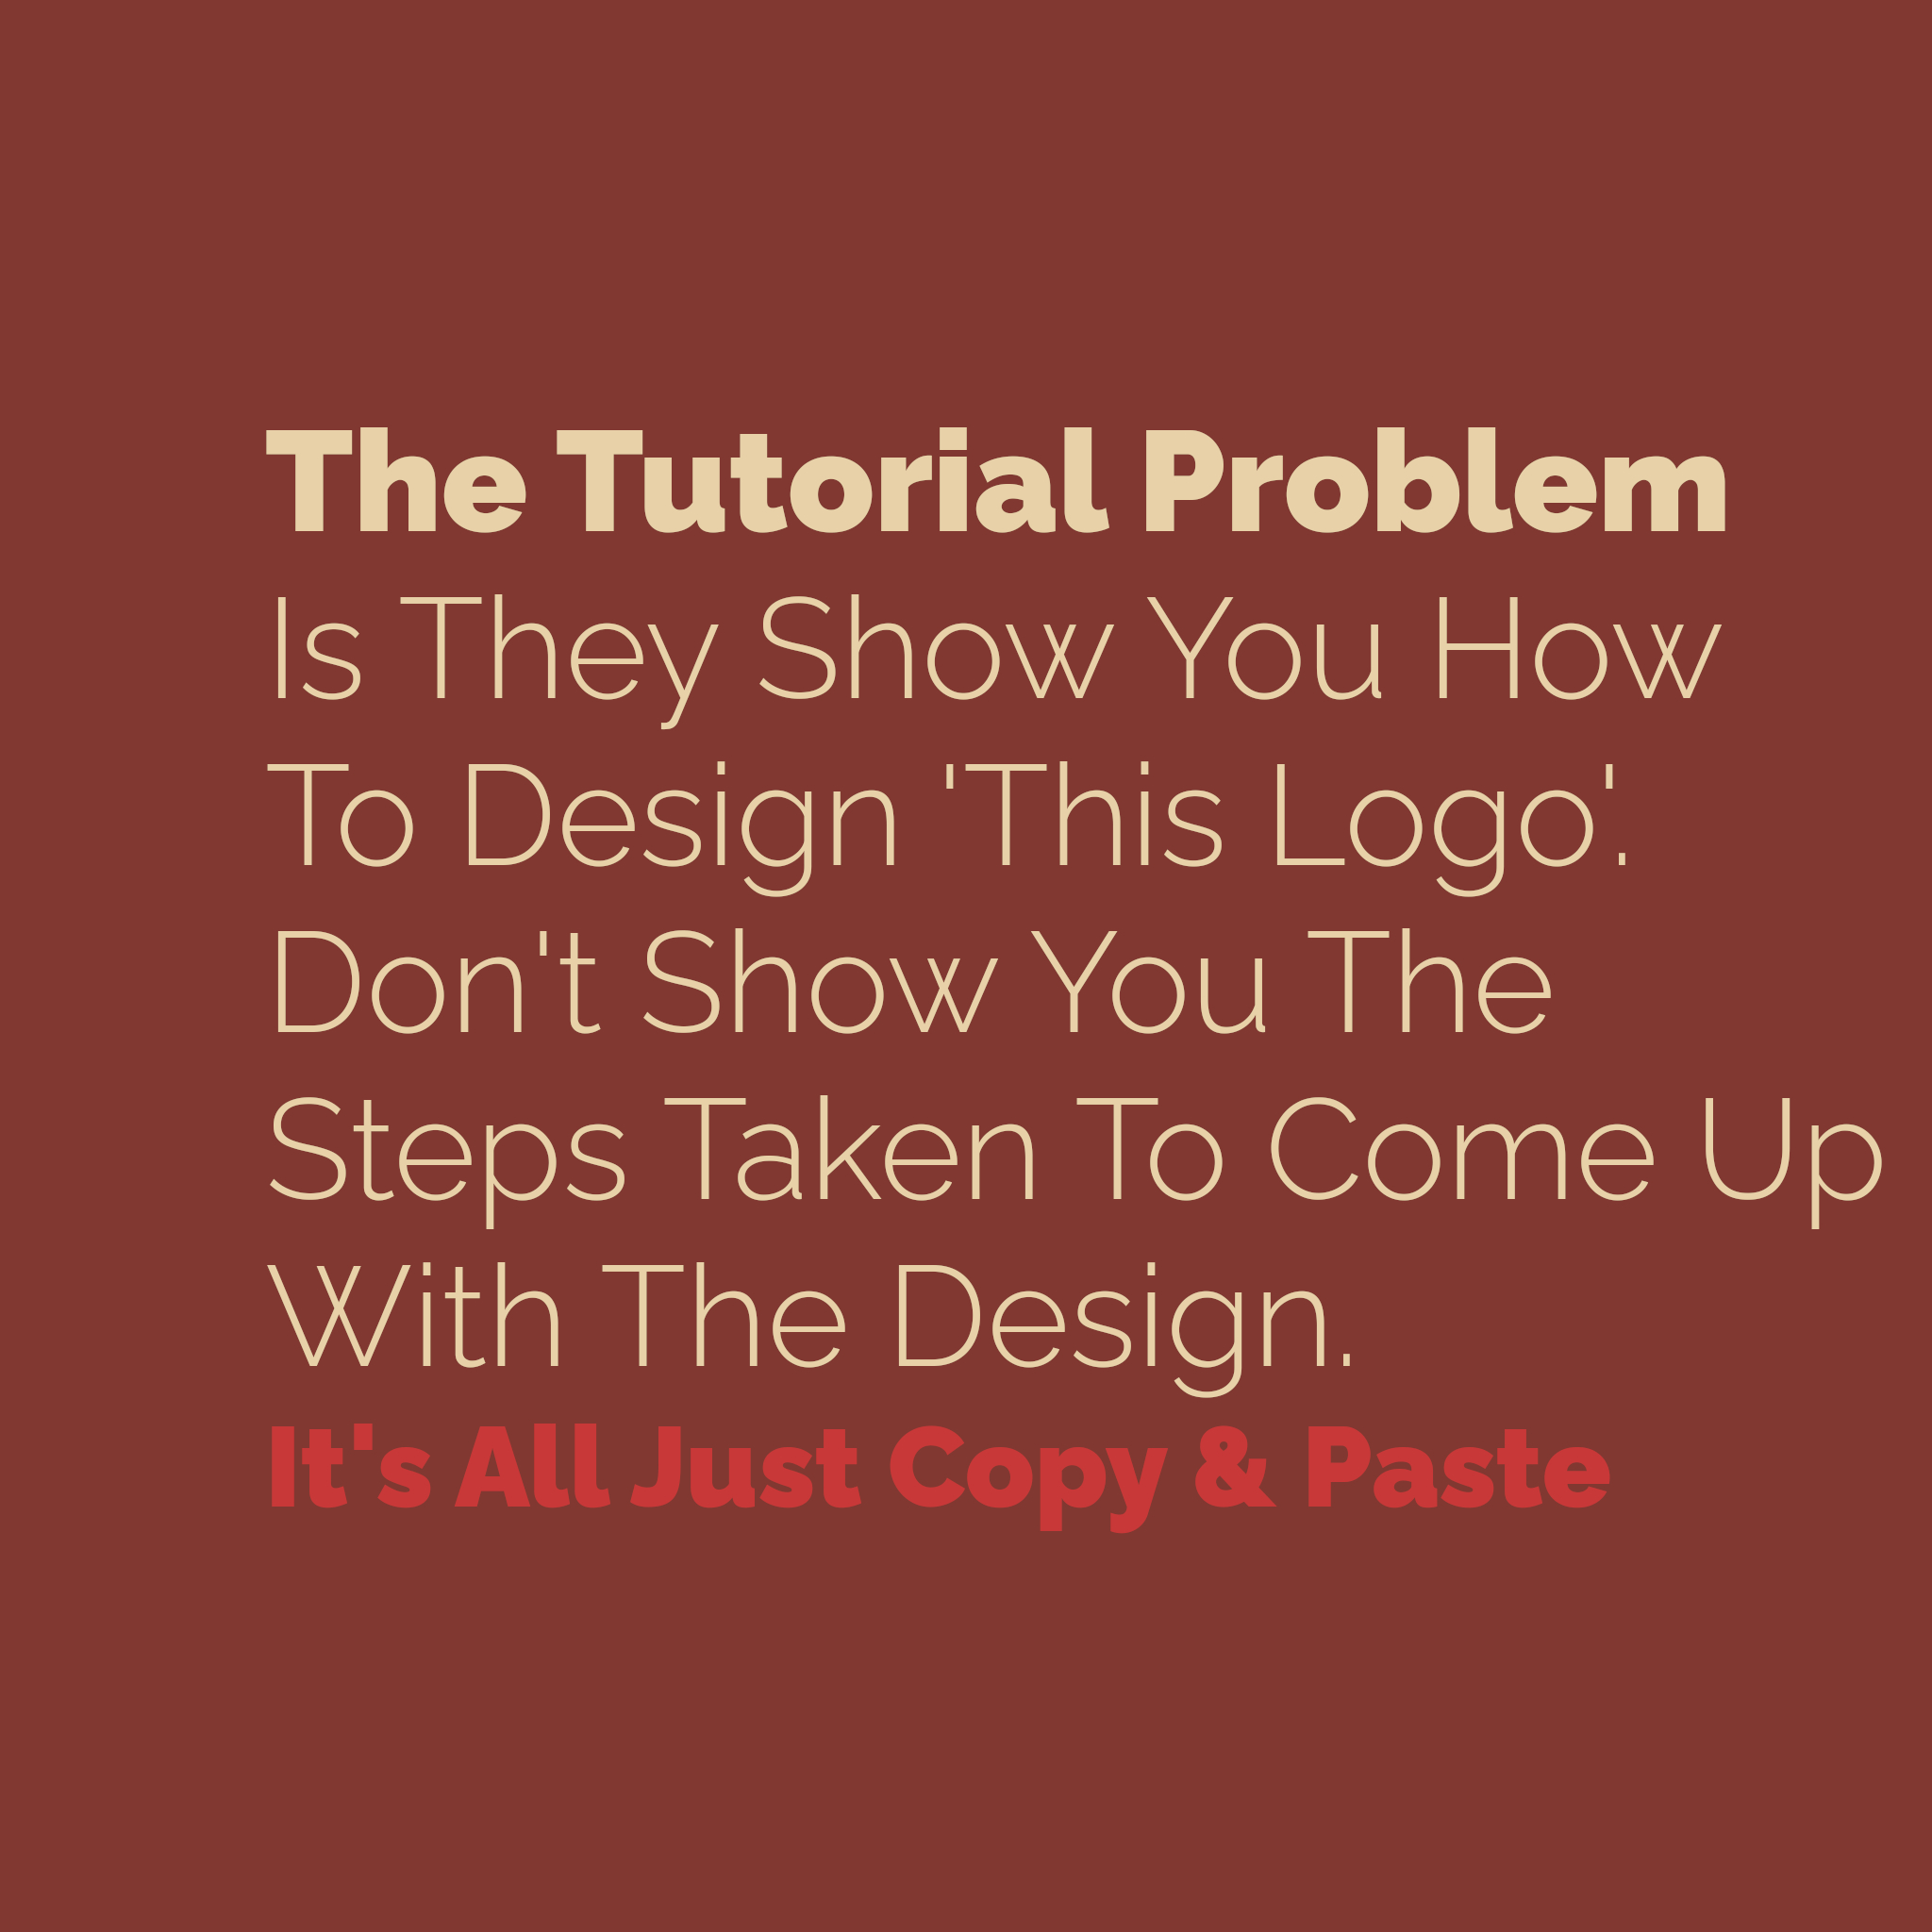 The Tutorial Problem
Is They Show You How
To Design 'This Logo'.
Don't Show You The
Steps Taken To Come Up
With The Design.
It's All Just Copy & Paste